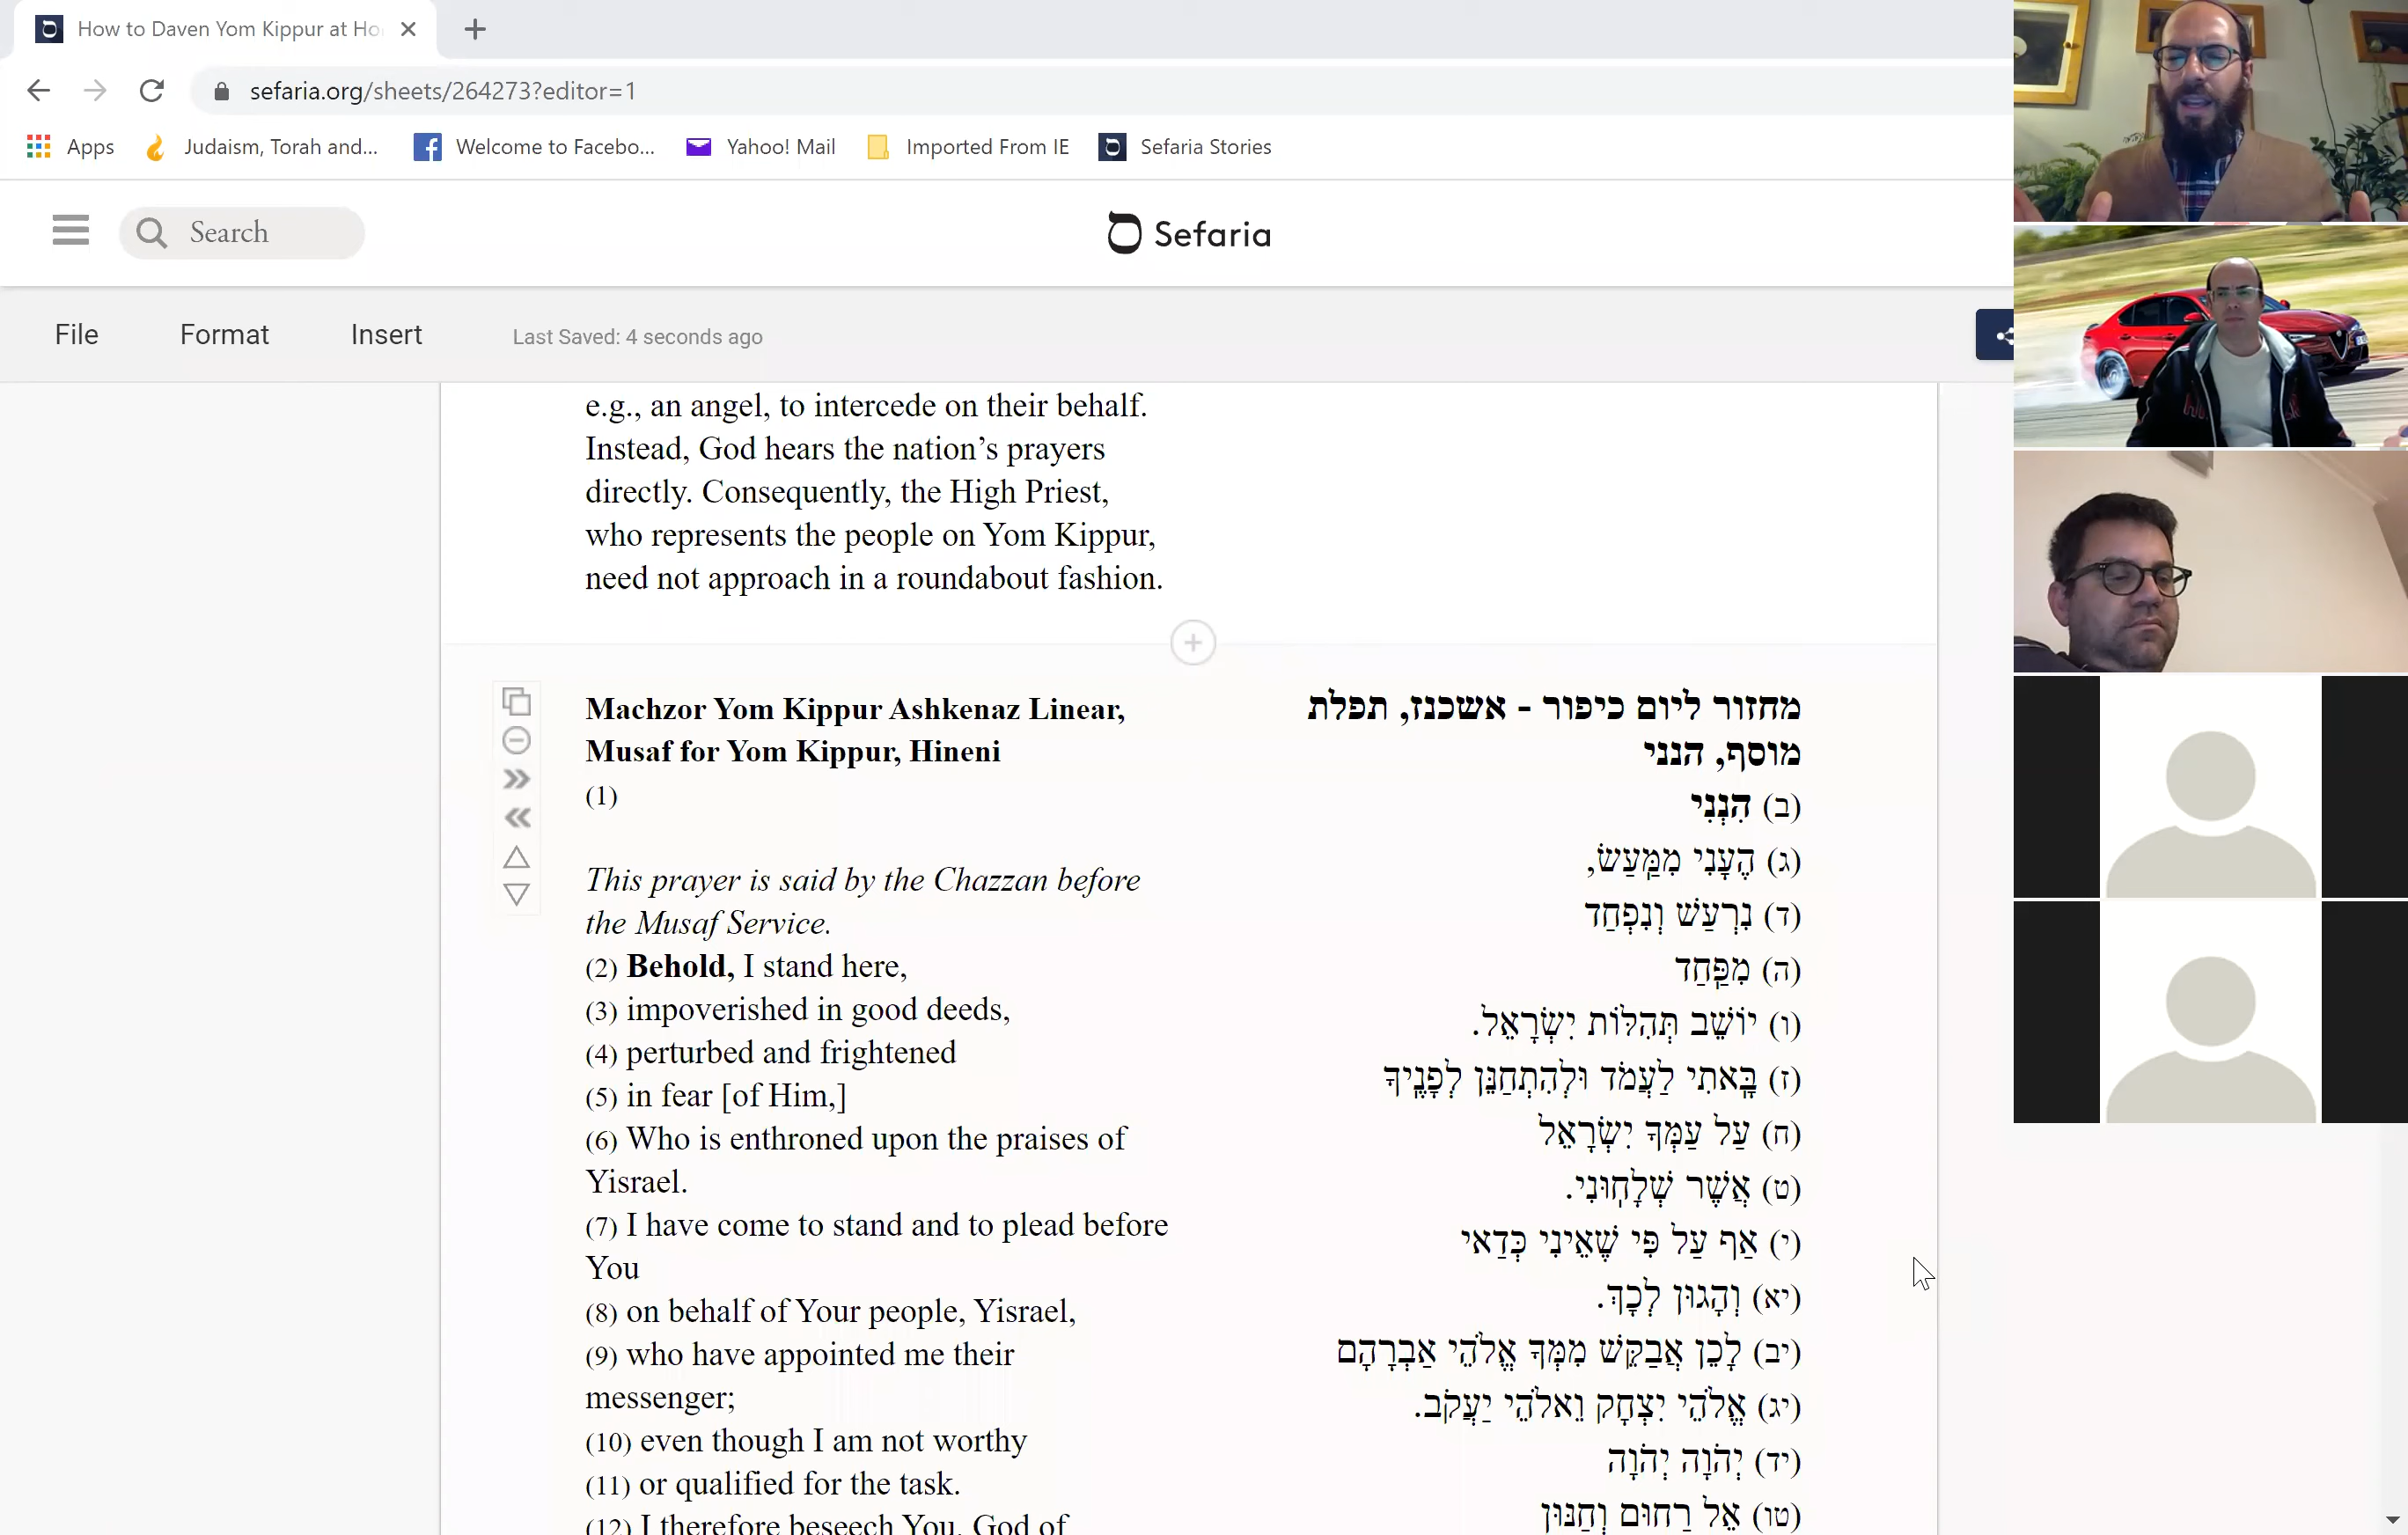 How to Daven Yom Kippur at Ho
sefaria.org/sheets/264273?editor=1
Apps
Judaism, Torah and...
Welcome to Facebo...
Yahoo! Mail
Imported From IE
Sefaria Stories
Search
Sefaria
File
Format
Insert
Last Saved: 4 seconds ago
e.g., an angel, to intercede on their behalf.
Instead, God hears the nation’s prayers
directly. Consequently, the High Priest,
who represents the people on Yom Kippur,
need not approach in a roundabout fashion.
Machzor Yom Kippur Ashkenaz Linear,
Musaf for Yom Kippur, Hineni
(1)
This prayer is said by the Chazzan before
the Musaf Service.
(2) Behold, I stand here,
(3) impoverished in good deeds,
(4) perturbed and frightened
(5) in fear [of Him,]
(6) Who is enthroned upon the praises of
Yisrael.
(7) I have come to stand and to plead before
You
(8) on behalf of Your people, Yisrael,
(9) who have appointed me their
messenger;
(10) even though I am not worthy
(11) or qualified for the task.
(12) I therefore beseech You, God of
מחזור ליום כיפור - אשכנז, תפלת
מוסף, הנני
(ב) הִנְנִי
(ג) הֶעָנִי מִמַּעַשׂ,
(ד) נִרְעַשׁ וְנִפְחַד
(ה) מִפַּחַד
(ו) יוֹשֵׁב תְּהִלּוֹת יִשְׂרָאֵל.
(ז) בָּאתִי לַעֲמֹד וּלְהִתְחַנֵּן לְפָנֶיךָ
(ח) עַל עַמְּךָ יִשְׂרָאֵל
(ט) אֲשֶׁר שְׁלָחוּנִי.
(י) אַף עַל פִּי שֶׁאֵינִי כְּדַאי
(יא) וְהָגוּן לְכָךְ.
(יב) לָכֵן אֲבַקֵּשׁ מִמְּךָ אֱלֹהֵי אַבְרָהָם
(יג) אֱלֹהֵי יִצְחָק וֵאלֹהֵי יַעֲקֹב.
(יד) יְהֹוָה יְהֹוָה
(טו) אֵל רַחוּם וְחַנּוּן